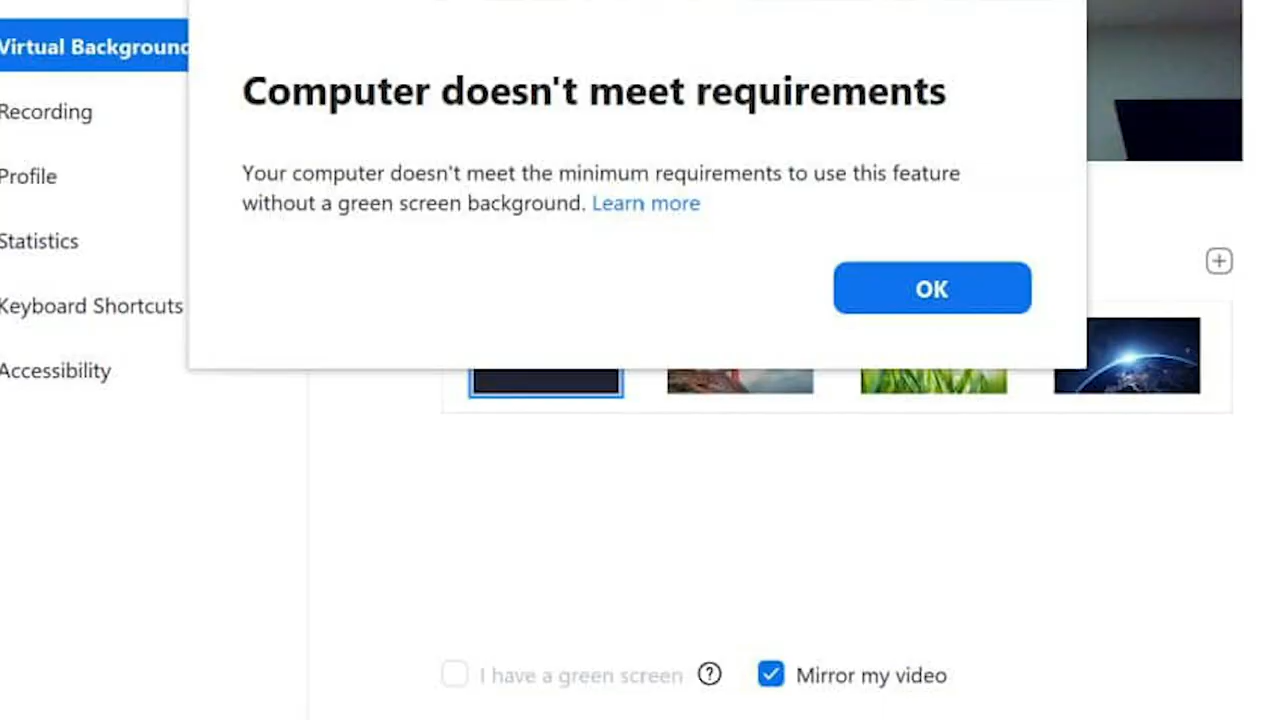 Virtual Background
Computer doesn't meet requirements
Recording
Your computer doesn't meet the minimum requirements to use this feature
without a green screen background. Learn more
Profile
Statistics
OK
Keyboard Shortcuts
Accessibility
I have a green screen
Mirror my video